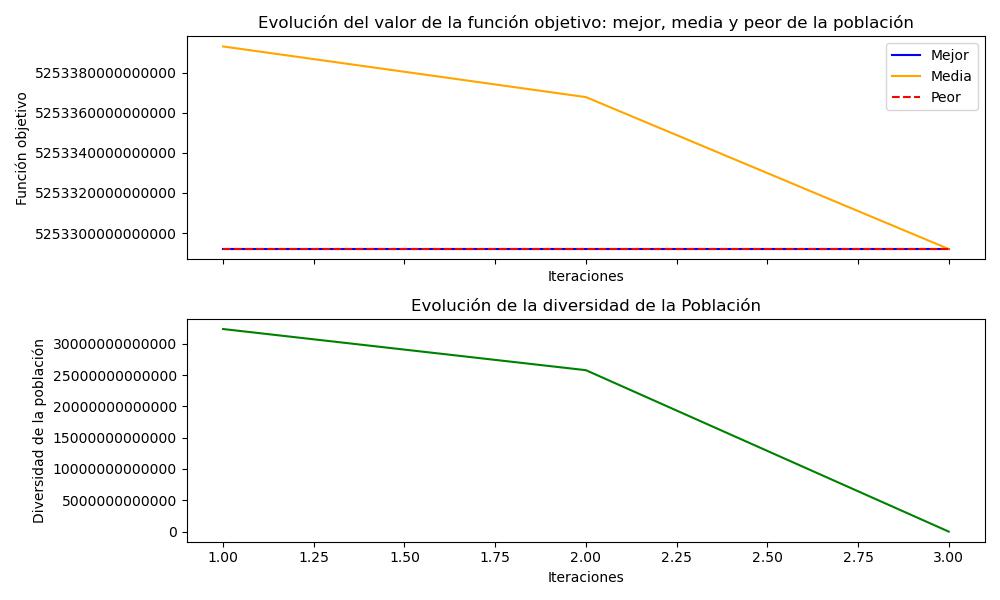 Evolución del valor de la función objetivo: mejor, media y peor de la población
Función objetivo
5253380000000000
5253360000000000
5253340000000000
5253320000000000
5253300000000000
Mejor
Media
Peor
Iteraciones
Evolución de la diversidad de la Población
Diversidad de la población
30000000000000
25000000000000
20000000000000
15000000000000
10000000000000
5000000000000
0
1.00 1.25 1.50 1.75 2.00 2.25 2.50 2.75 3.00
Iteraciones